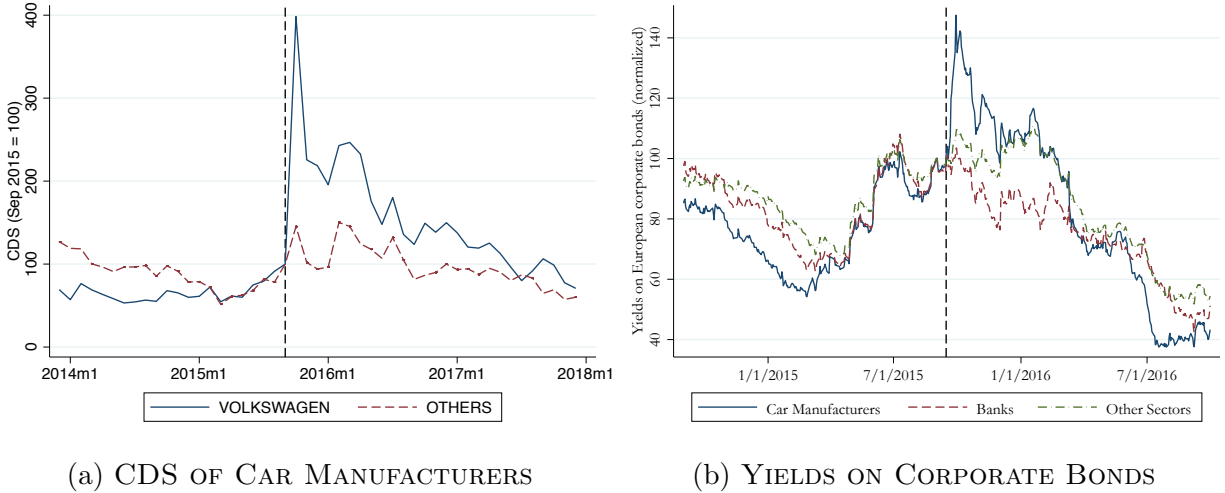 CDS (Sep 2015 = 100)
400
300
200
100
0
2014m1 2015m1 2016m1 2017m1 2018m1
VOLKSWAGEN OTHERS
(a) CDS OF CAR MANUFACTURERS
Yields on European corporate bonds (normalized)
140
120
100
80
60
40
1/1/2015 7/1/2015 1/1/2016 7/1/2016
Car Manufacturers Banks Other Sectors
(b) YIELDS ON CORPORATE BONDS